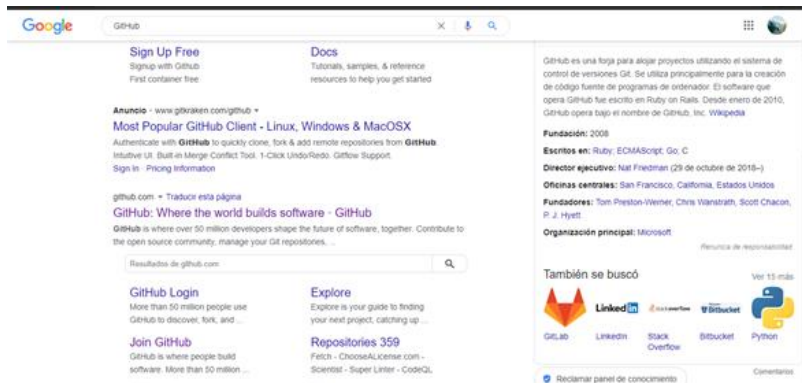 Google
GitHub
Sign Up Free
Signup with Github
First container free
Docs
Tutorials, samples, & reference
resources to help you get started
Anuncio · www.gitkraken.com/github
Most Popular GitHub Client - Linux, Windows & MacOSX
Authenticate with GitHub to quickly clone, fork & add remote repositories from GitHub.
Intuitive UI. Built-in Merge Conflict Tool. 1-Click Undo/Redo. Gitflow Support.
Sign In · Pricing Information
github.com · Traducir esta página
GitHub: Where the world builds software · GitHub
GitHub is where over 50 million developers shape the future of software, together. Contribute to
the open source community, manage your Git repositories, ...
Resultados de github.com
GitHub Login
More than 50 million people use
GitHub to discover, fork, and ...
Explore
Explore is your guide to finding
your next project, catching up ...
Join GitHub
GitHub is where people build
software. More than 50 million ...
Repositories 359
Fetch - ChooseALicense.com -
Scientist - Super Linter - CodeQL
GitHub es una forja para alojar proyectos utilizando el sistema de
control de versiones Git. Se utiliza principalmente para la creación
de código fuente de programas de ordenador. El software que
opera GitHub fue escrito en Ruby on Rails. Desde enero de 2010,
GitHub opera bajo el nombre de GitHub, Inc. Wikipedia
Fundación: 2008
Escritos en: Ruby; ECMAScript; Go; C
Director ejecutivo: Nat Friedman (29 de octubre de 2018–)
Oficinas centrales: San Francisco, California, Estados Unidos
Fundadores: Tom Preston-Werner, Chris Wanstrath, Scott Chacon,
P. J. Hyett
Organización principal: Microsoft
Renuncia de responsabilidad
También se buscó
Ver 15 más
LinkedIn
stackoverflow
Bitbucket
GitLab
LinkedIn
Stack
Overflow
Bitbucket
Python
Reclamar panel de conocimiento
Comentarios